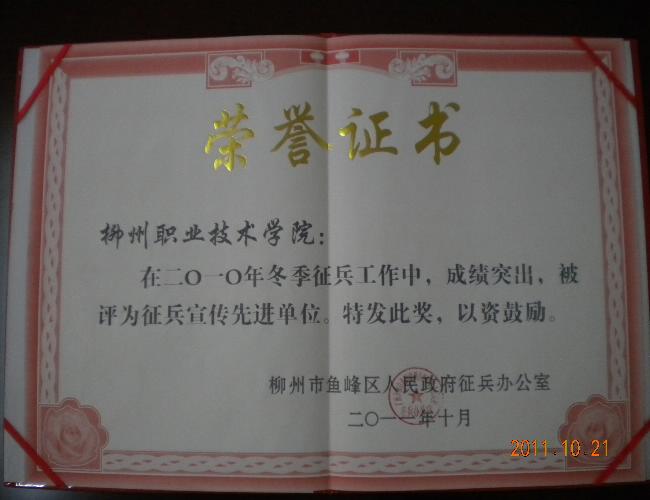 荣誉证书
柳州职业技术学院：
在二〇一〇年冬季征兵工作中，成绩突出，被
评为征兵宣传先进单位。特发此奖，以资鼓励。
柳州市鱼峰区人民政府征兵办公室
二〇一一年十月
2011.10.21